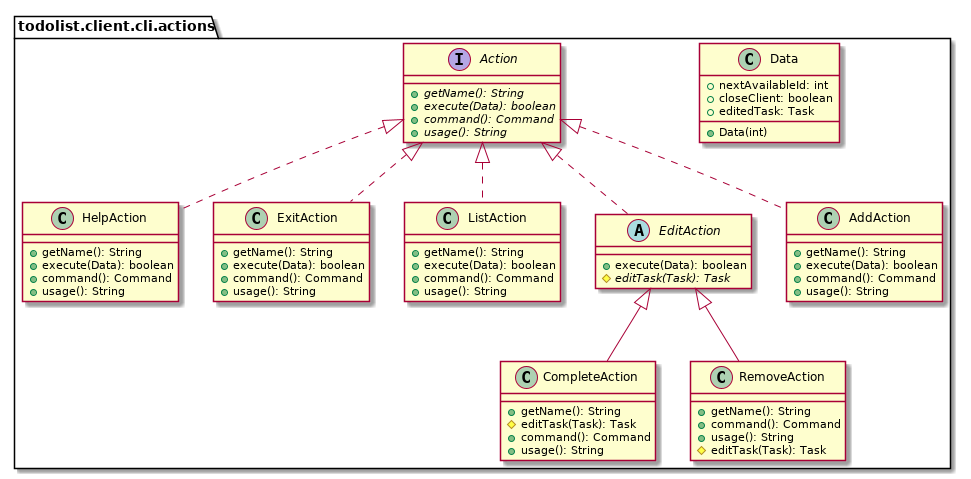 todolist.client.cli.actions
I Action
getName(): String
execute(Data): boolean
command(): Command
usage(): String
C Data
nextAvailableId: int
closeClient: boolean
editedTask: Task
Data(int)
C HelpAction
getName(): String
execute(Data): boolean
command(): Command
usage(): String
C ExitAction
getName(): String
execute(Data): boolean
command(): Command
usage(): String
C ListAction
getName(): String
execute(Data): boolean
command(): Command
usage(): String
A EditAction
execute(Data): boolean
editTask(Task): Task
C AddAction
getName(): String
execute(Data): boolean
command(): Command
usage(): String
C CompleteAction
getName(): String
editTask(Task): Task
command(): Command
usage(): String
C RemoveAction
getName(): String
command(): Command
usage(): String
editTask(Task): Task